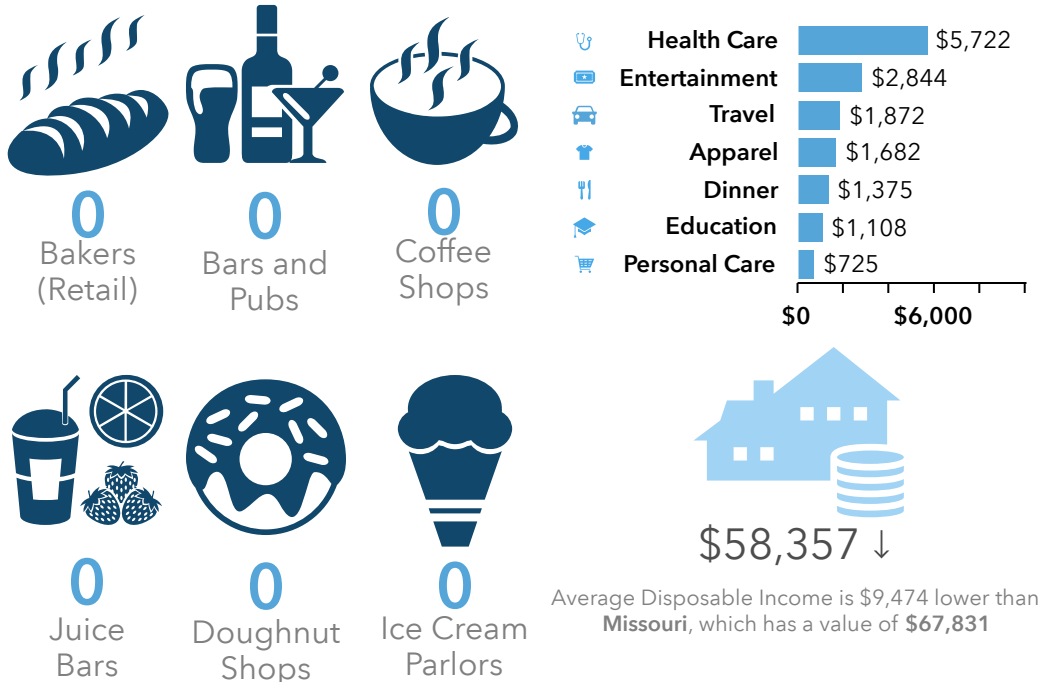 0
Bakers
(Retail)
0
Bars and
Pubs
0
Coffee
Shops
0
Juice
Bars
0
Doughnut
Shops
0
Ice Cream
Parlors
Health Care $5,722
Entertainment $2,844
Travel $1,872
Apparel $1,682
Dinner $1,375
Education $1,108
Personal Care $725
$0 $6,000
$58,357 ↓
Average Disposable Income is $9,474 lower than
Missouri, which has a value of $67,831